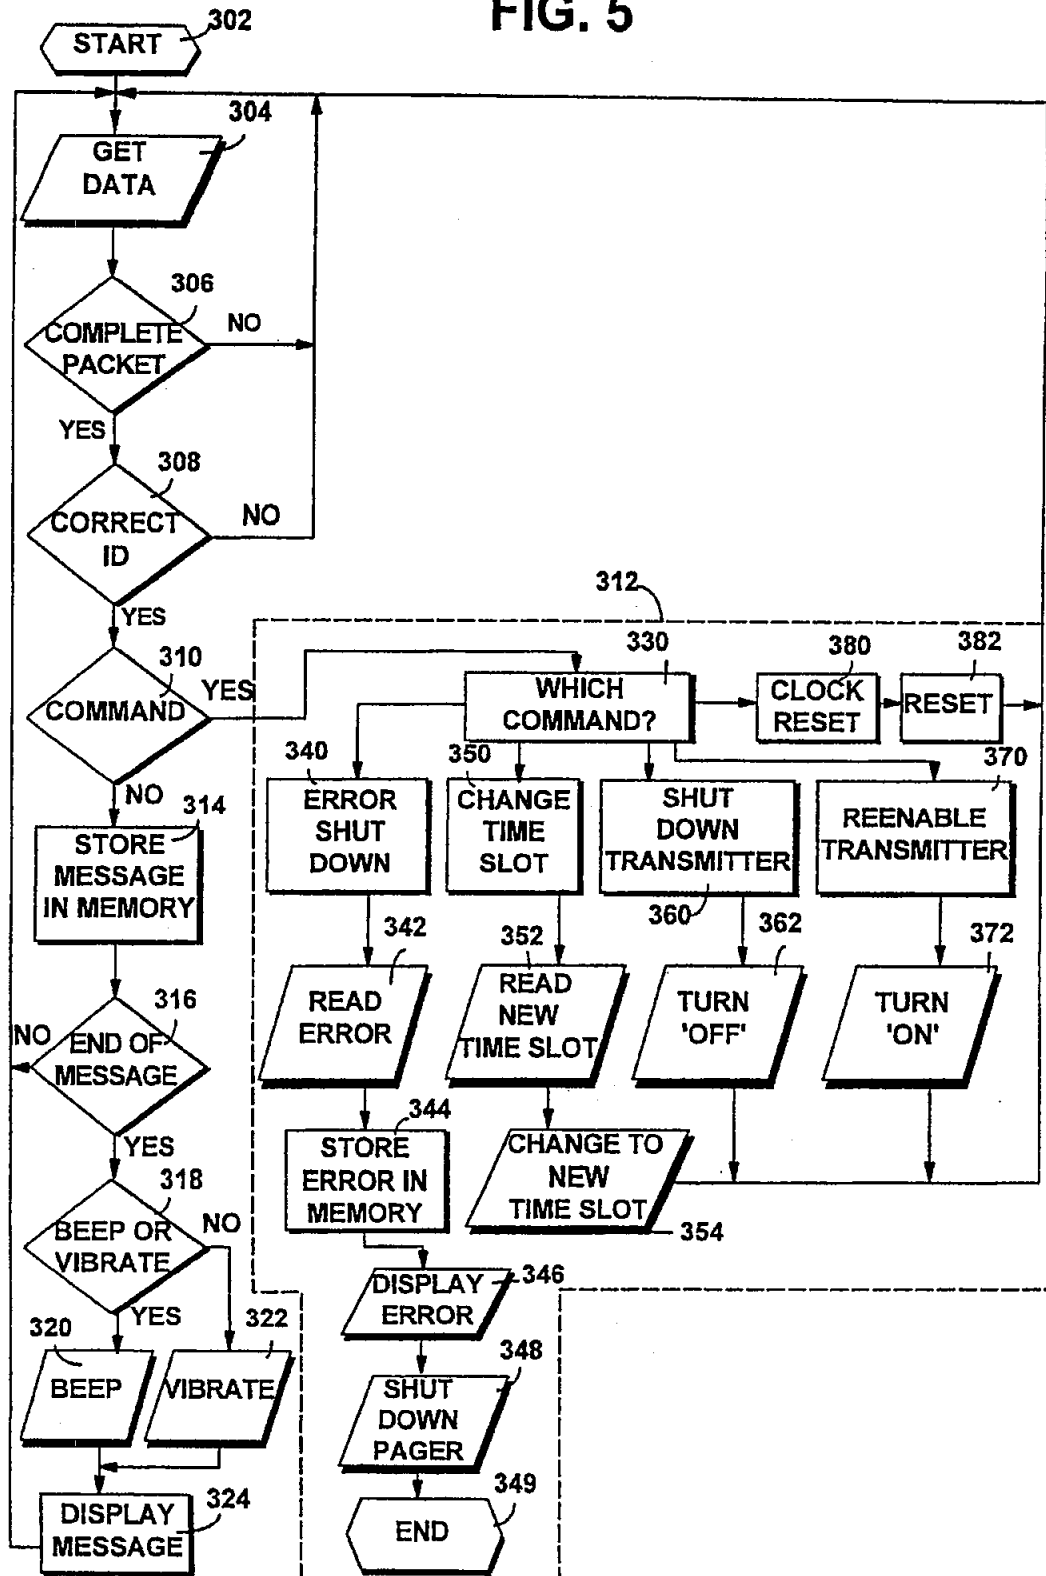 FIG. 5
START
302
304
GET
DATA
306
COMPLETE
PACKET
NO
YES
308
CORRECT
ID
NO
YES
310
COMMAND
YES
NO
314
STORE
MESSAGE
IN MEMORY
316
NO
END OF
MESSAGE
YES
318
BEEP OR
VIBRATE
NO
YES
320
BEEP
322
VIBRATE
324
DISPLAY
MESSAGE
312
330
WHICH
COMMAND?
380
CLOCK
RESET
382
RESET
340
ERROR
SHUT
DOWN
350
CHANGE
TIME
SLOT
SHUT
DOWN
TRANSMITTER
360
370
REENABLE
TRANSMITTER
342
READ
ERROR
352
READ
NEW
TIME SLOT
362
TURN
'OFF'
372
TURN
'ON'
344
STORE
ERROR IN
MEMORY
CHANGE TO
NEW
TIME SLOT
354
346
DISPLAY
ERROR
348
SHUT
DOWN
PAGER
349
END